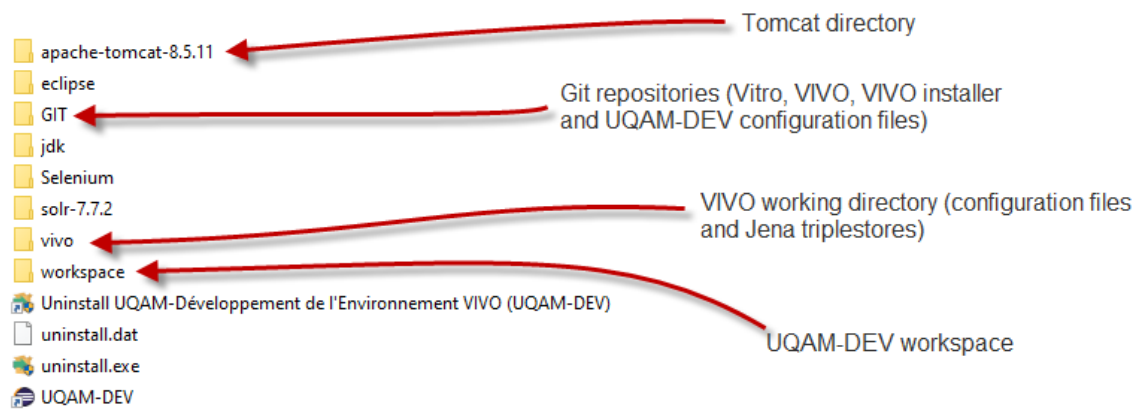 Tomcat directory
apache-tomcat-8.5.11
eclipse
Git repositories (Vitro, VIVO, VIVO installer
and UQAM-DEV configuration files)
GIT
jdk
Selenium
solr-7.7.2
VIVO working directory (configuration files
and Jena triplestores)
vivo
workspace
Uninstall UQAM-Développement de l'Environnement VIVO (UQAM-DEV)
uninstall.dat
UQAM-DEV workspace
uninstall.exe
UQAM-DEV